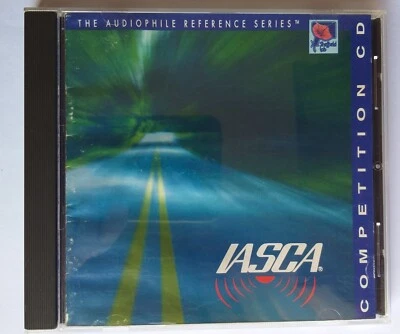 THE AUDIOPHILE REFERENCE SERIES™
COMPETITION CD
IASCA®